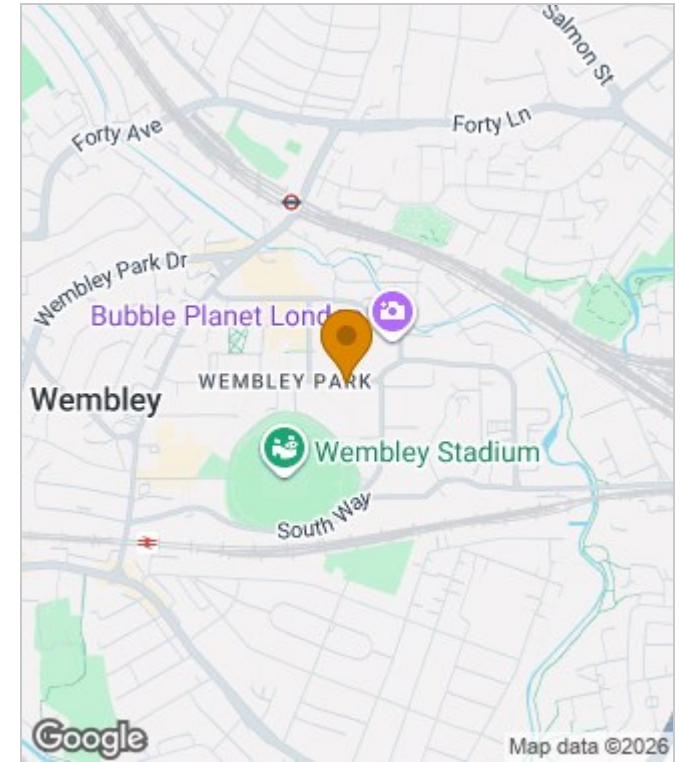 Salmon St
Forty Ave
Forty Ln
Wembley Park Dr
Bubble Planet Lond
WEMBLEY PARK
Wembley
Wembley Stadium
South Way
Google
Map data ©2026